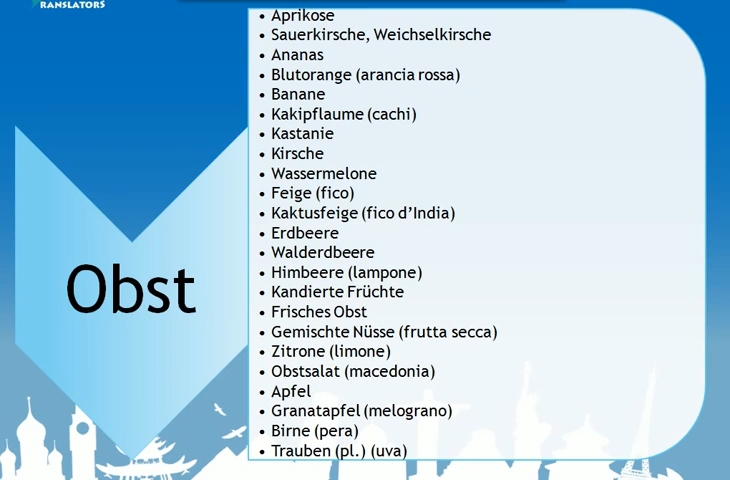 RANSLATORS
• Aprikose
• Sauerkirsche, Weichselkirsche
• Ananas
• Blutorange (arancia rossa)
• Banane
• Kakipflaume (cachi)
• Kastanie
• Kirsche
• Wassermelone
• Feige (fico)
• Kaktusfeige (fico d’India)
• Erdbeere
• Walderdbeere
• Himbeere (lampone)
• Kandierte Früchte
• Frisches Obst
• Gemischte Nüsse (frutta secca)
• Zitrone (limone)
• Obstsalat (macedonia)
• Apfel
• Granatapfel (melograno)
• Birne (pera)
• Trauben (pl.) (uva)
Obst